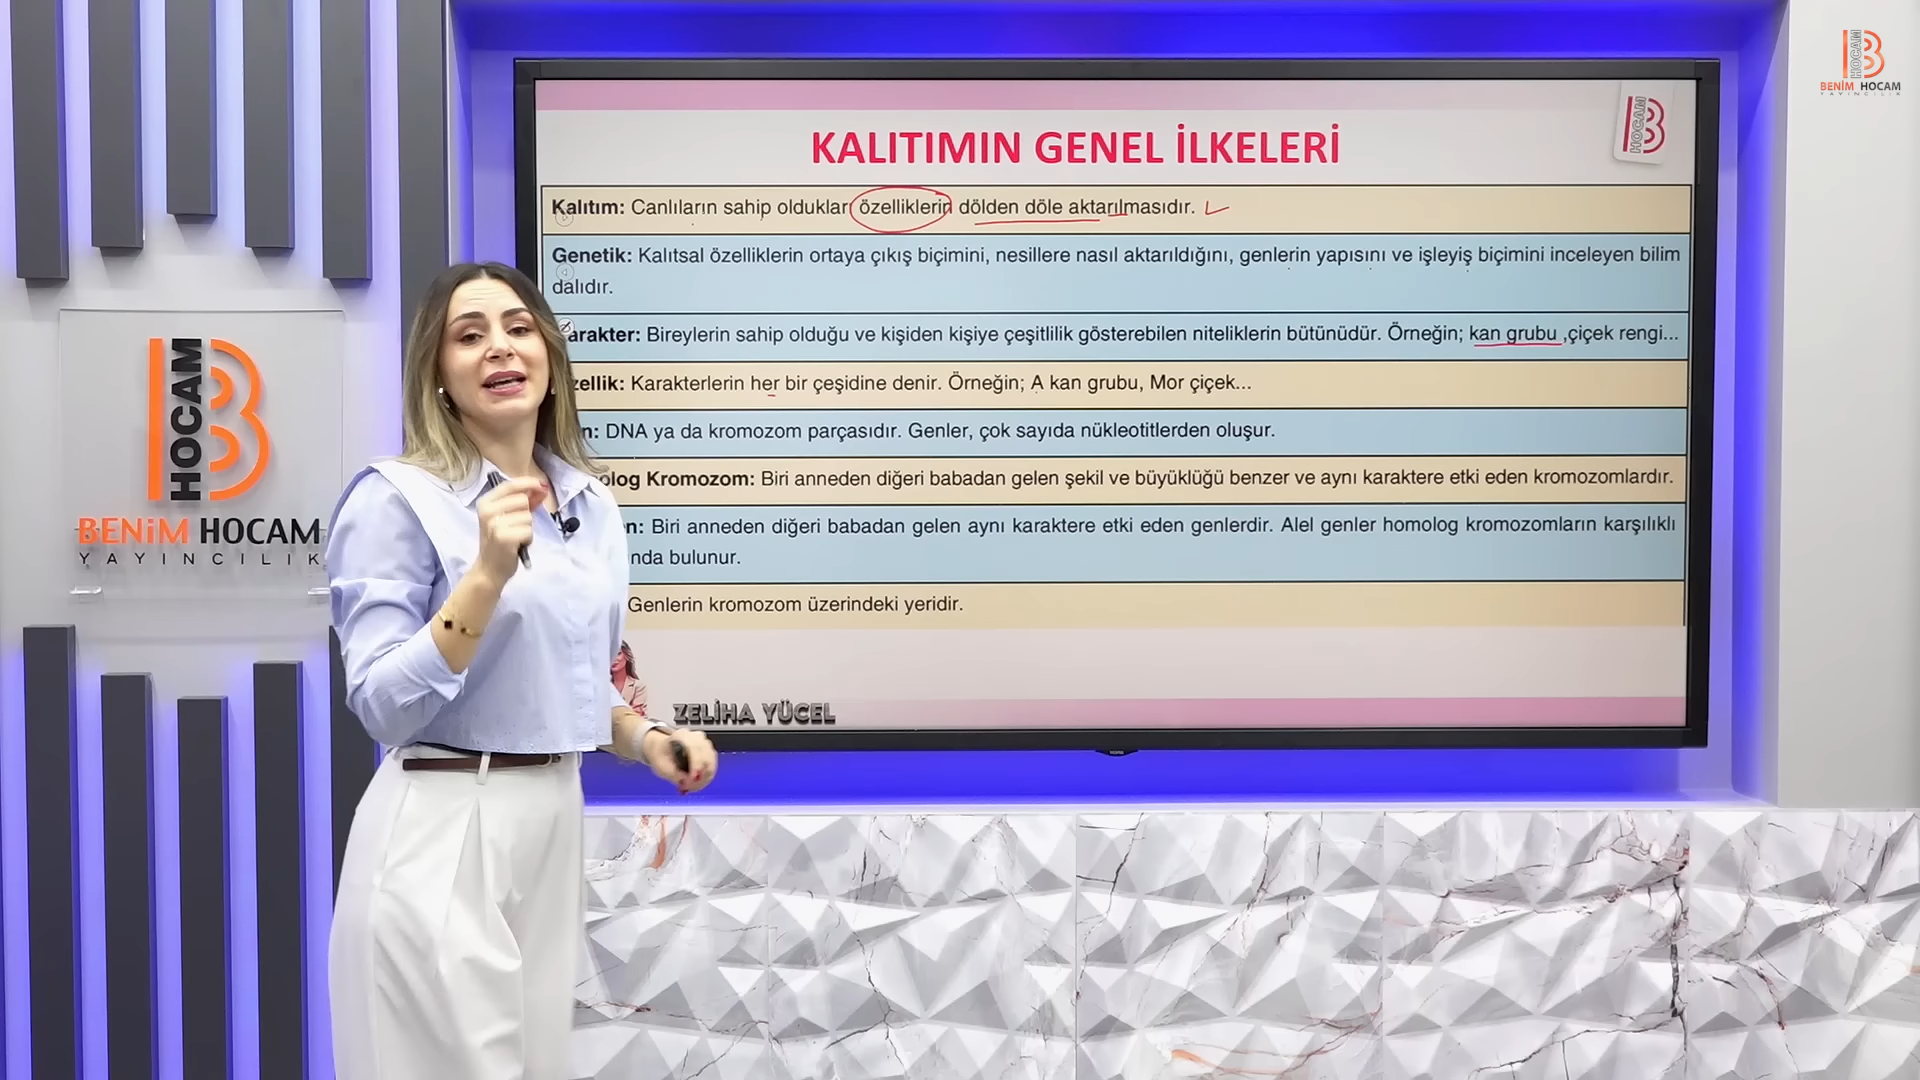 HOCAM
BENİM HOCAM
YAYINCILIK
HOCAM
KALITIMIN GENEL İLKELERİ
Kalıtım: Canlıların sahip oldukları özelliklerin dölden döle aktarılmasıdır.
Genetik: Kalıtsal özelliklerin ortaya çıkış biçimini, nesillere nasıl aktarıldığını, genlerin yapısını ve işleyiş biçimini inceleyen bilim
dalıdır.
arakter: Bireylerin sahip olduğu ve kişiden kişiye çeşitlilik gösterebilen niteliklerin bütünüdür. Örneğin; kan grubu ,çiçek rengi...
zellik: Karakterlerin her bir çeşidine denir. Örneğin; A kan grubu, Mor çiçek...
n: DNA ya da kromozom parçasıdır. Genler, çok sayıda nükleotitlerden oluşur.
olog Kromozom: Biri anneden diğeri babadan gelen şekil ve büyüklüğü benzer ve aynı karaktere etki eden kromozomlardır.
n: Biri anneden diğeri babadan gelen aynı karaktere etki eden genlerdir. Alel genler homolog kromozomların karşılıklı
nda bulunur.
Genlerin kromozom üzerindeki yeridir.
ZELİHA YÜCEL
HOCAM
BENİM HOCAM
YAYINCILIK